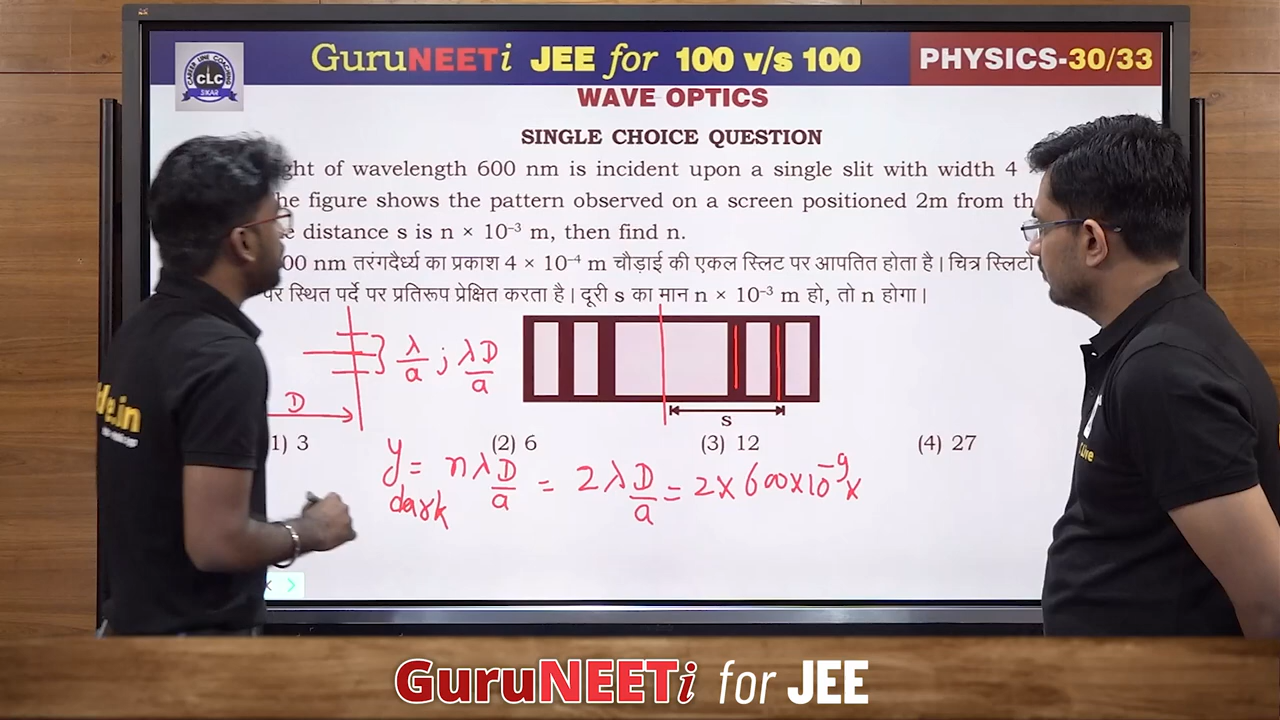 GuruNEETi JEE for 100 v/s 100
PHYSICS-30/33
CLC
SIKAR
WAVE OPTICS
SINGLE CHOICE QUESTION
ght of wavelength 600 nm is incident upon a single slit with width 4
he figure shows the pattern observed on a screen positioned 2m from th
e distance s is n × 10⁻³ m, then find n.
00 nm तरंगदैर्ध्य का प्रकाश 4 × 10⁻⁴ m चौड़ाई की एकल स्लिट पर आपतित होता है। चित्र स्लिटो
पर स्थित पर्दे पर प्रतिरूप प्रेक्षित करता है। दूरी s का मान n × 10⁻³ m हो, तो n होगा।
λ/a ; λD/a
D
s
1) 3 (2) 6 (3) 12 (4) 27
y dark = nλD/a = 2λD/a = 2×600×10⁻⁹×
GuruNEETi for JEE